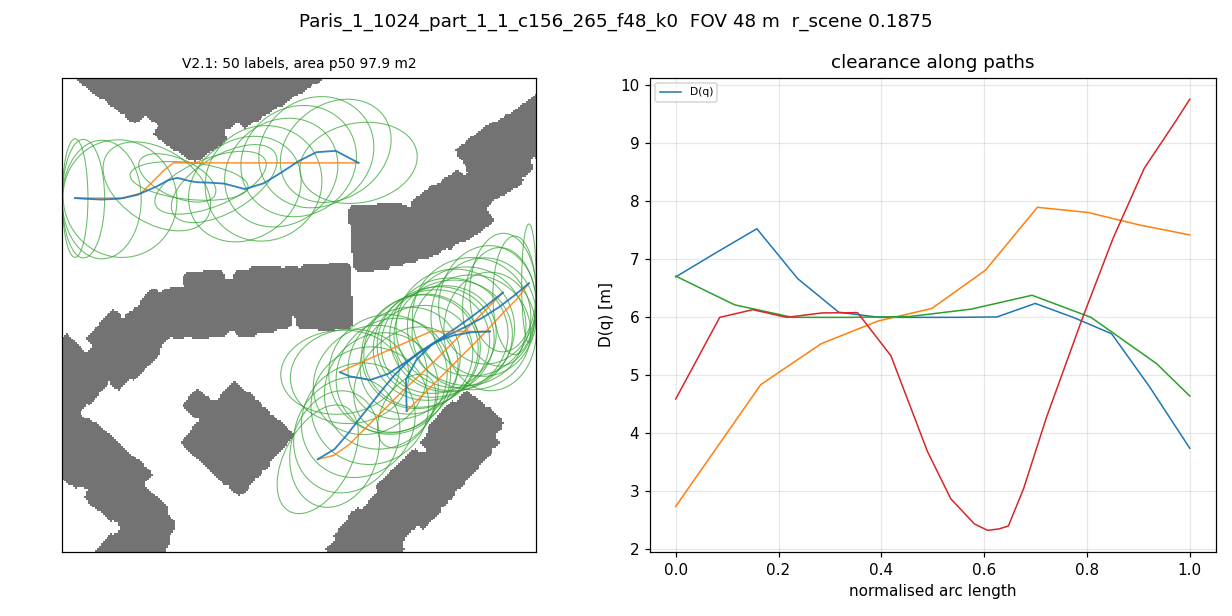 Paris_1_1024_part_1_1_c156_265_f48_k0  FOV 48 m  r_scene 0.1875
V2.1: 50 labels, area p50 97.9 m2
clearance along paths
D(q)
10
9
8
7
6
5
4
3
2
D(q) [m]
0.0 0.2 0.4 0.6 0.8 1.0
normalised arc length